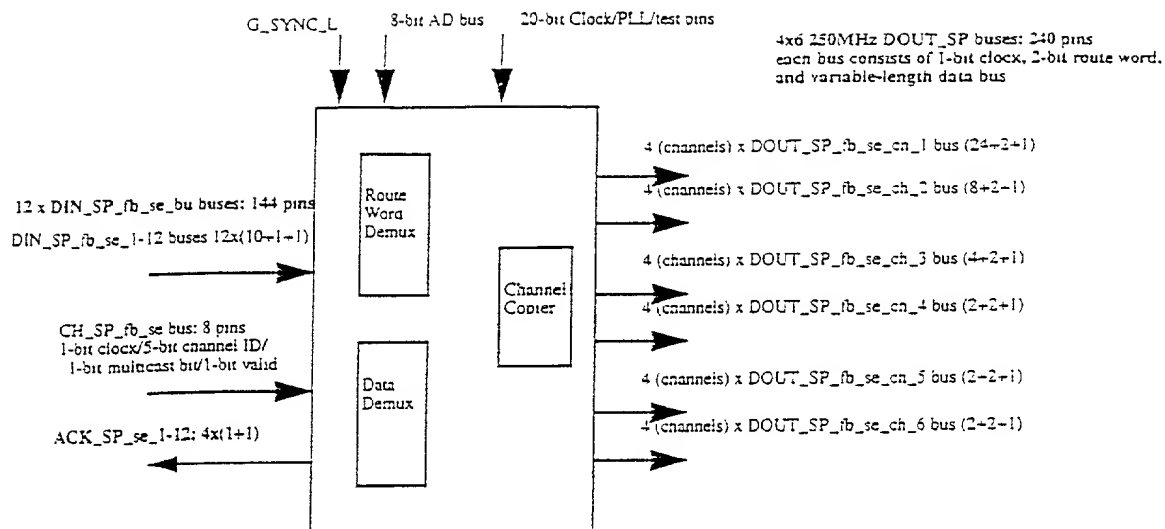 G_SYNC_L
8-bit AD bus
20-bit Clock/PLL/test pins
4x6 250MHz DOUT_SP buses: 240 pins
each bus consists of 1-bit clock, 2-bit route word,
and variable-length data bus
4 (channels) x DOUT_SP_fb_se_ch_1 bus (24+2+1)
4 (channels) x DOUT_SP_fb_se_ch_2 bus (8+2+1)
Route
Word
Demux
12 x DIN_SP_fb_se_bu buses: 144 pins
DIN_SP_fb_se_1-12 buses 12x(10+1+1)
4 (channels) x DOUT_SP_fb_se_ch_3 bus (4+2+1)
Channel
Copier
4 (channels) x DOUT_SP_fb_se_ch_4 bus (2+2+1)
CH_SP_fb_se bus: 8 pins
1-bit clock/5-bit channel ID/
1-bit multicast bit/1-bit valid
4 (channels) x DOUT_SP_fb_se_ch_5 bus (2+2+1)
Data
Demux
4 (channels) x DOUT_SP_fb_se_ch_6 bus (2+2+1)
ACK_SP_se_1-12: 4x(1+1)